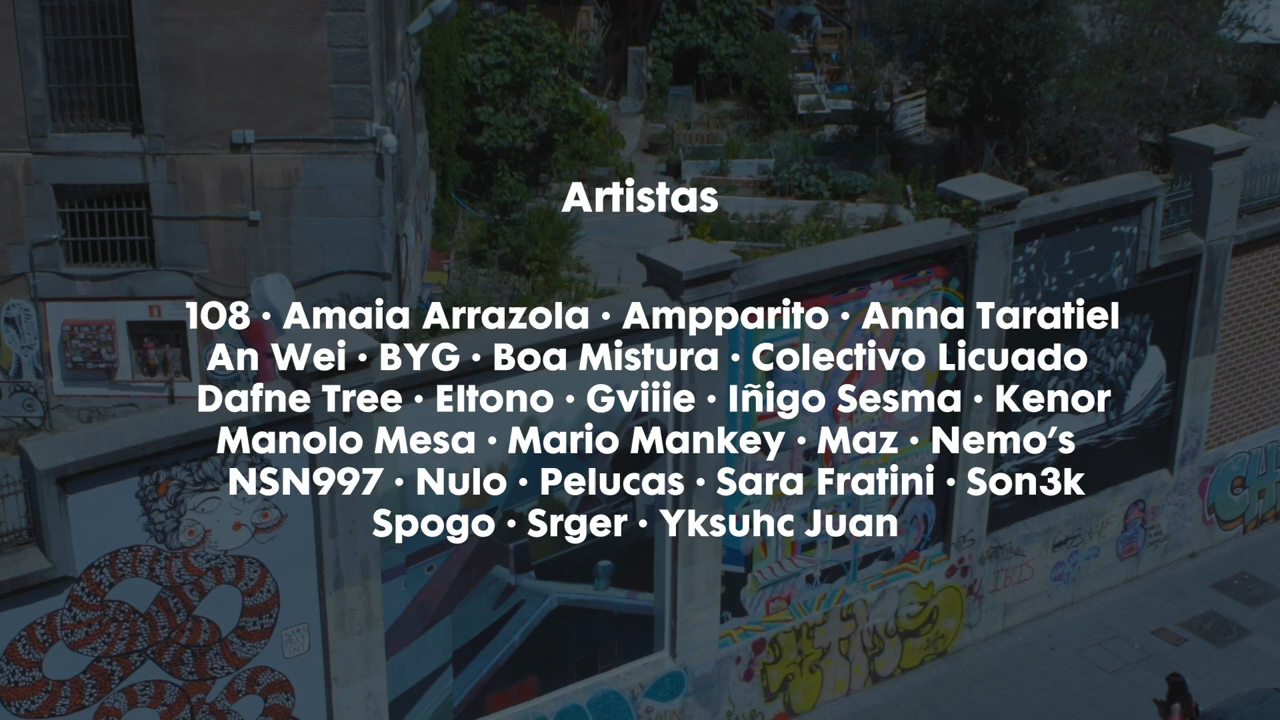 Artistas
108 · Amaia Arrazola · Ampparito · Anna Taratiel
An Wei · BYG · Boa Mistura · Colectivo Licuado
Dafne Tree · Eltono · Gviiie · Iñigo Sesma · Kenor
Manolo Mesa · Mario Mankey · Maz · Nemo’s
NSN997 · Nulo · Pelucas · Sara Fratini · Son3k
Spogo · Srger · Yksuhc Juan